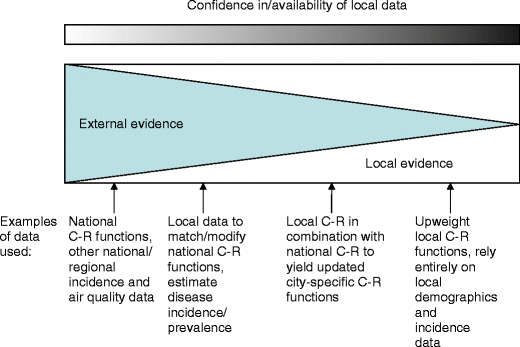 Confidence in/availability of local data
External evidence
Local evidence
Examples
of data
used:
National
C-R functions,
other national/
regional
incidence and
air quality data
Local data to
match/modify
national C-R
functions,
estimate
disease
incidence/
prevalence
Local C-R in
combination with
national C-R to
yield updated
city-specific C-R
functions
Upweight
local C-R
functions, rely
entirely on
local
demographics
and
incidence
data